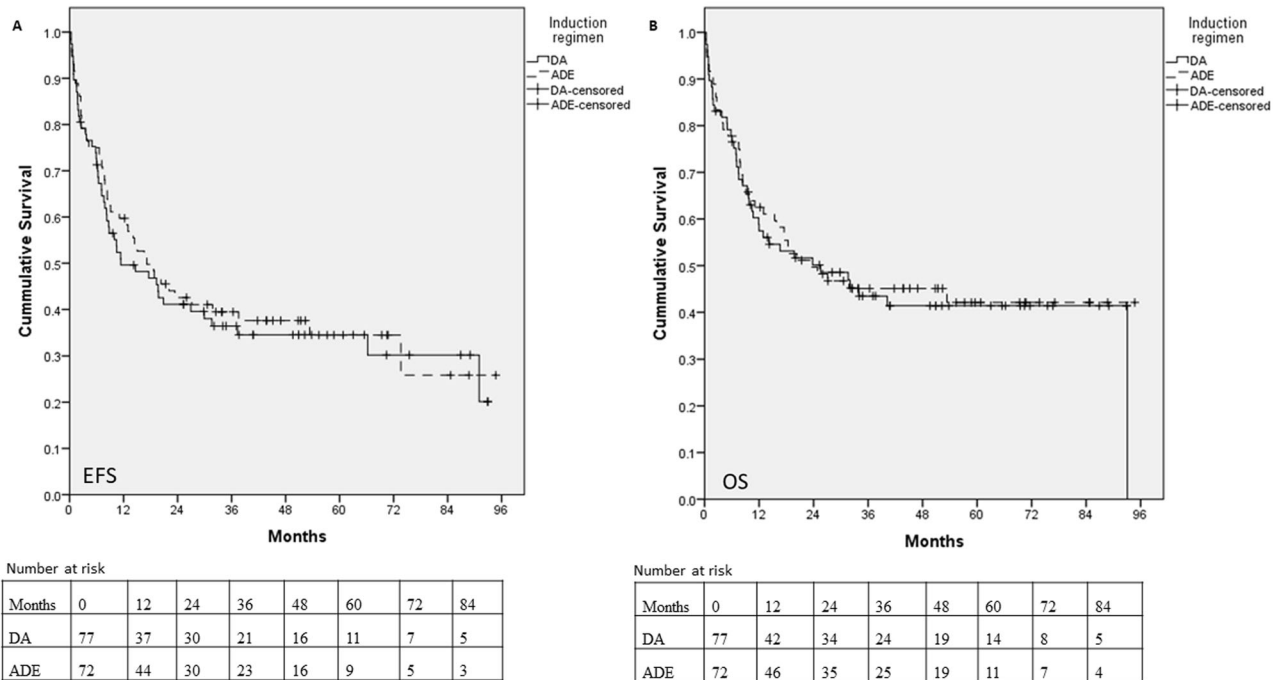 A
Induction
regimen
DA
ADE
DA-censored
ADE-censored
Cummulative Survival
1.0
0.9
0.8
0.7
0.6
0.5
0.4
0.3
0.2
0.1
0.0
EFS
0 12 24 36 48 60 72 84 96
Months
Number at risk
Months 0 12 24 36 48 60 72 84
DA 77 37 30 21 16 11 7 5
ADE 72 44 30 23 16 9 5 3
B
Induction
regimen
DA
ADE
DA-censored
ADE-censored
Cummulative Survival
1.0
0.9
0.8
0.7
0.6
0.5
0.4
0.3
0.2
0.1
0.0
OS
0 12 24 36 48 60 72 84 96
Months
Number at risk
Months 0 12 24 36 48 60 72 84
DA 77 42 34 24 19 14 8 5
ADE 72 46 35 25 19 11 7 4